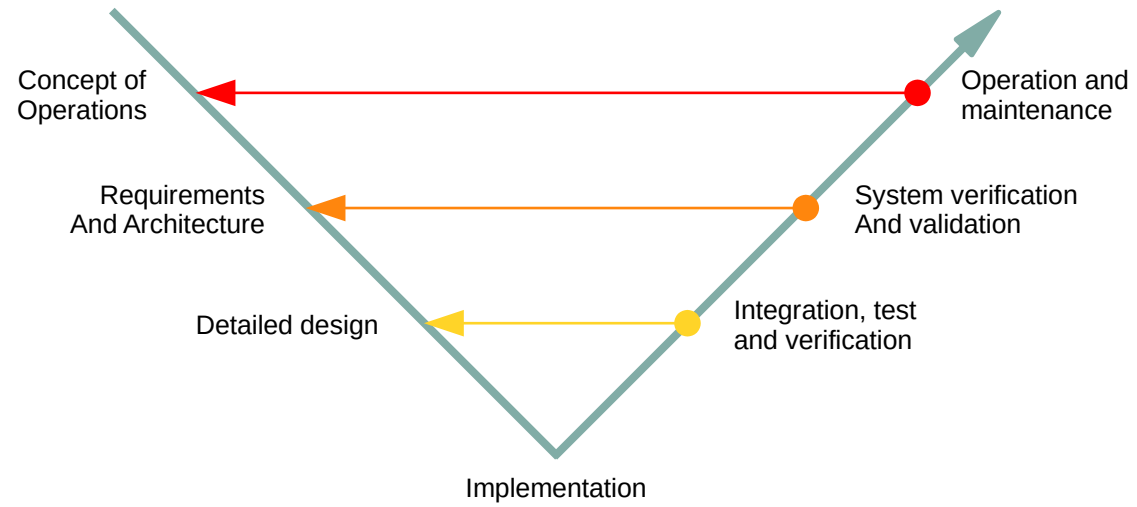 Concept of
Operations
Operation and
maintenance
Requirements
And Architecture
System verification
And validation
Detailed design
Integration, test
and verification
Implementation